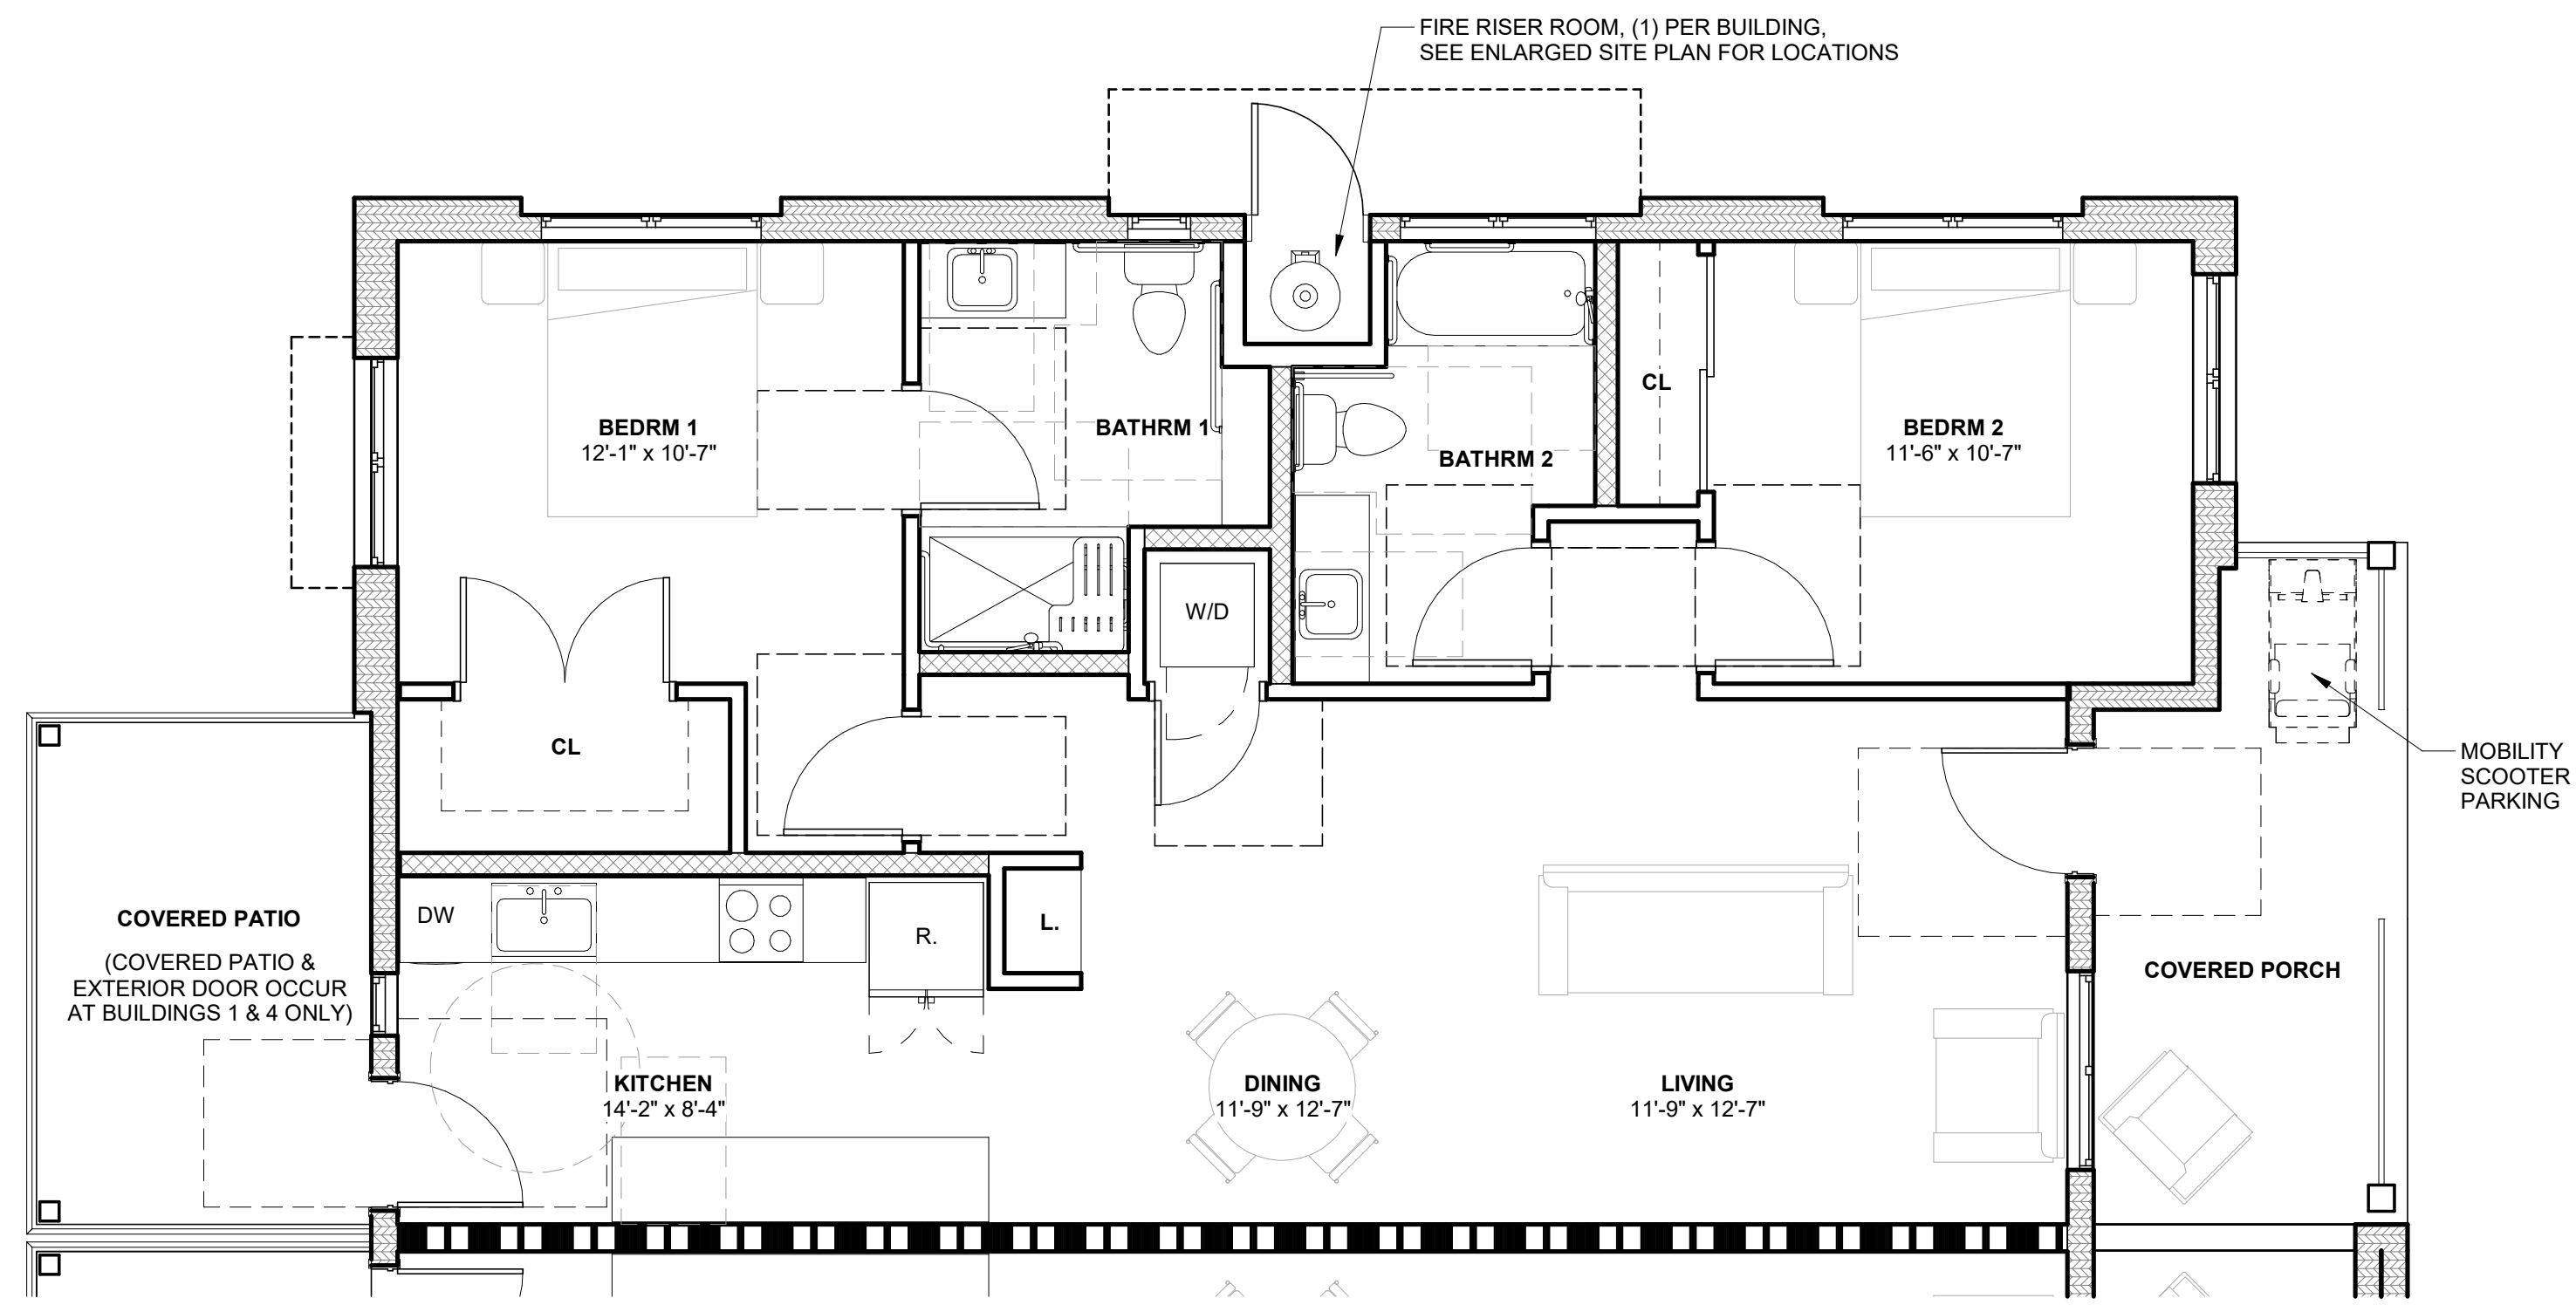 FIRE RISER ROOM, (1) PER BUILDING,
SEE ENLARGED SITE PLAN FOR LOCATIONS
BEDRM 1
12'-1" x 10'-7"
BATHRM 1
BATHRM 2
CL
BEDRM 2
11'-6" x 10'-7"
W/D
CL
MOBILITY
SCOOTER
PARKING
COVERED PATIO
(COVERED PATIO &
EXTERIOR DOOR OCCUR
AT BUILDINGS 1 & 4 ONLY)
DW
R.
L.
COVERED PORCH
KITCHEN
14'-2" x 8'-4"
DINING
11'-9" x 12'-7"
LIVING
11'-9" x 12'-7"